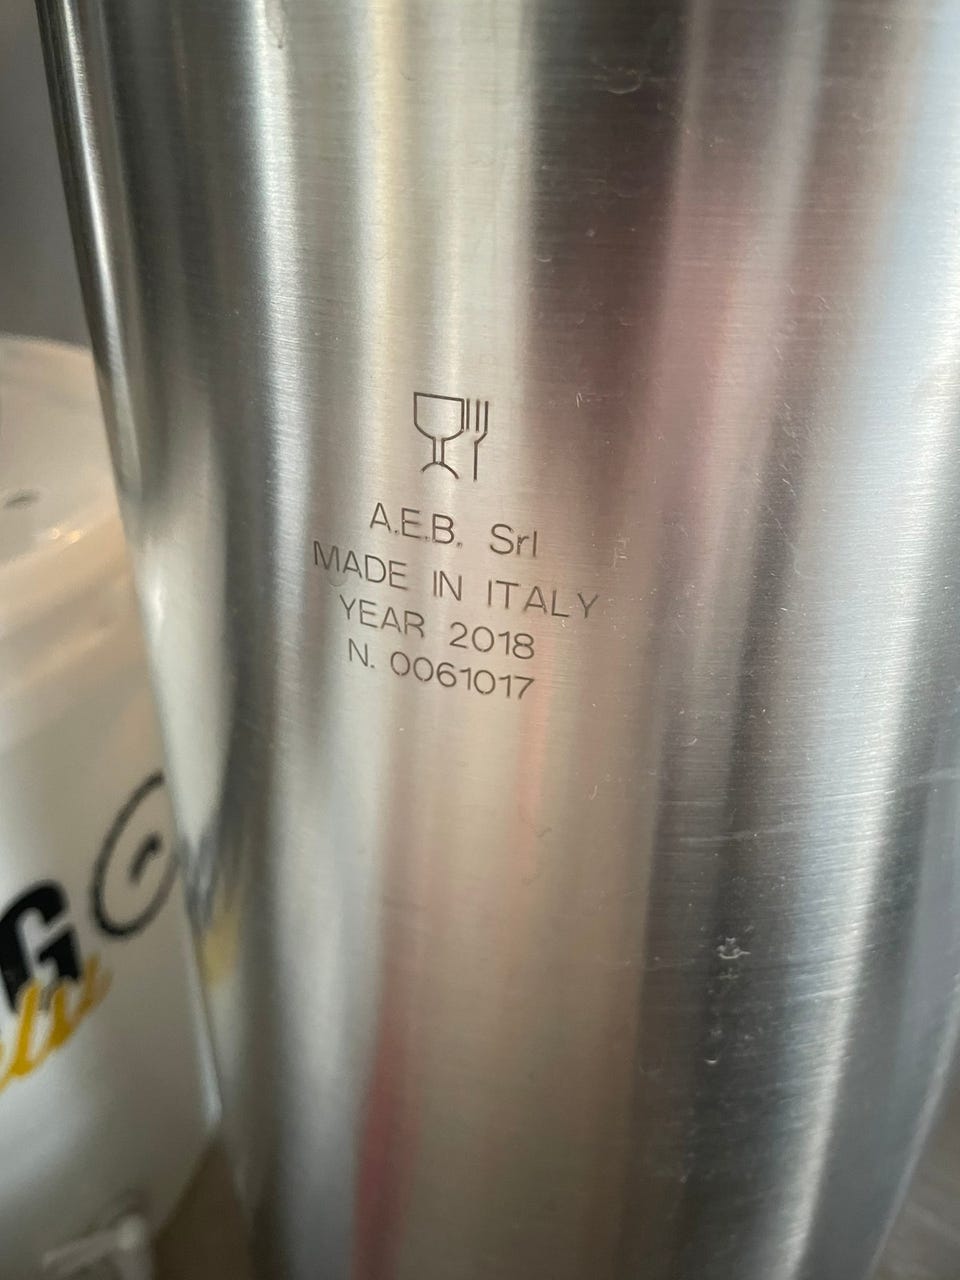 A.E.B. Srl
MADE IN ITALY
YEAR 2018
N. 0061017
G